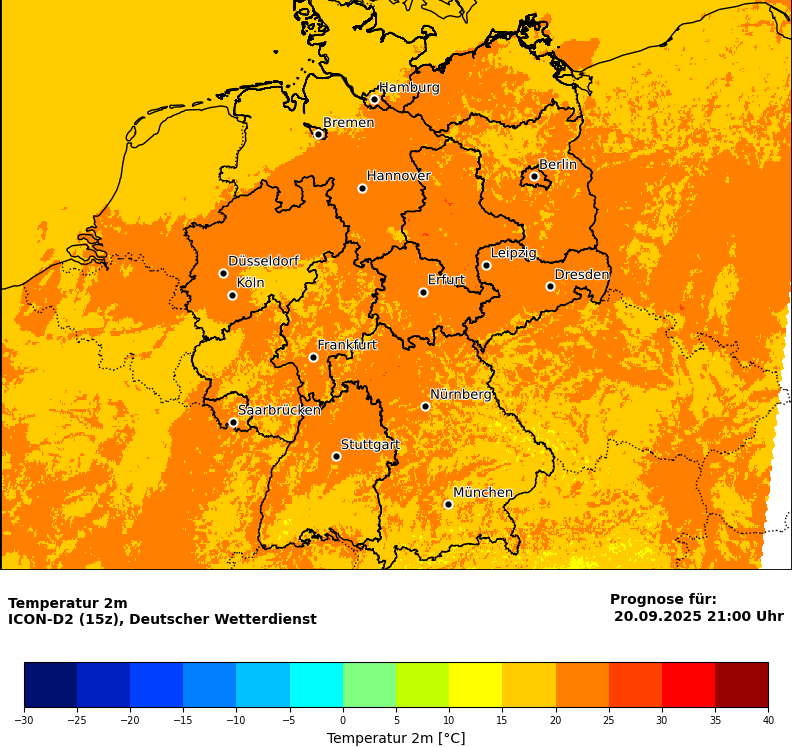 Hamburg
Bremen
Berlin
Hannover
Leipzig
Düsseldorf
Dresden
Köln
Erfurt
Frankfurt
Nürnberg
Saarbrücken
Stuttgart
München
Temperatur 2m
ICON-D2 (15z), Deutscher Wetterdienst
Prognose für:
20.09.2025 21:00 Uhr
−30 −25 −20 −15 −10 −5 0 5 10 15 20 25 30 35 40
Temperatur 2m [°C]